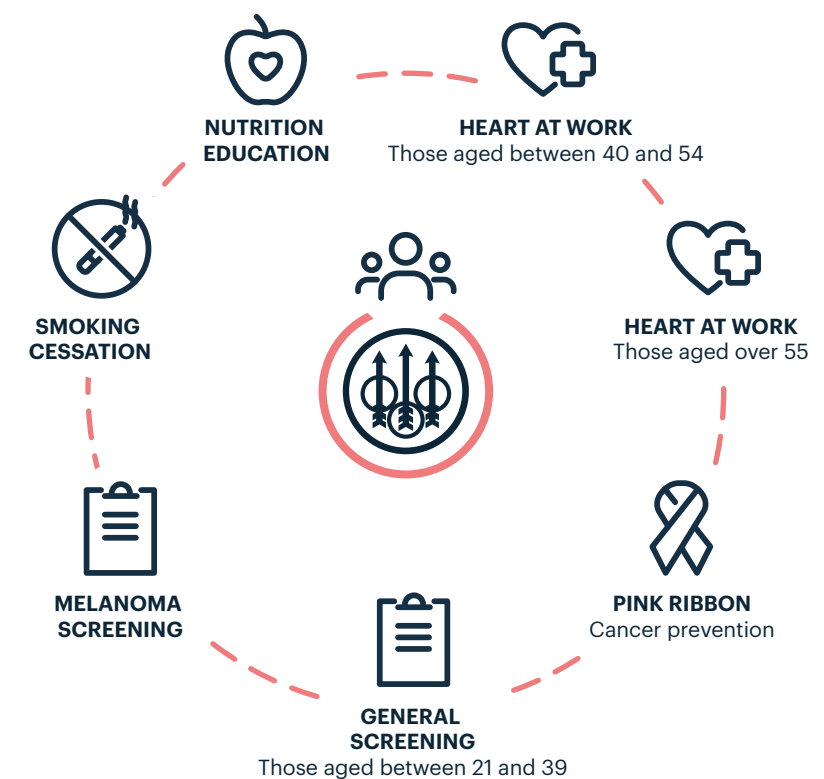 NUTRITION
EDUCATION
HEART AT WORK
Those aged between 40 and 54
SMOKING
CESSATION
HEART AT WORK
Those aged over 55
MELANOMA
SCREENING
PINK RIBBON
Cancer prevention
GENERAL
SCREENING
Those aged between 21 and 39